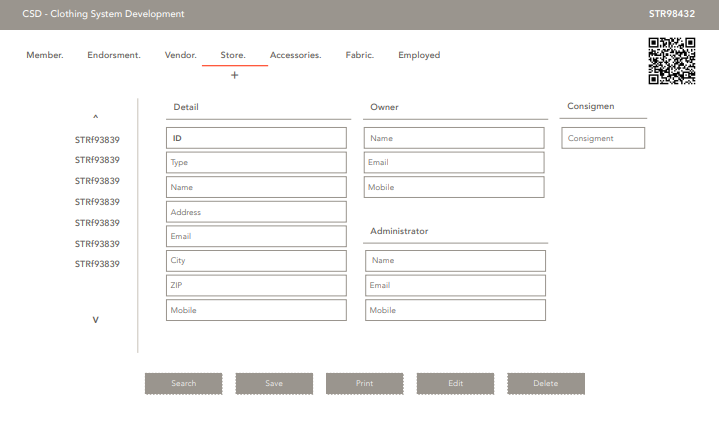 CSD - Clothing System Development
STR98432
Member. Endorsment. Vendor. Store. Accessories. Fabric. Employed
+
^
STRf93839
STRf93839
STRf93839
STRf93839
STRf93839
STRf93839
STRf93839
V
Detail
ID
Type
Name
Address
Email
City
ZIP
Mobile
Owner
Name
Email
Mobile
Administrator
Name
Email
Mobile
Consigmen
Consigment
Search Save Print Edit Delete